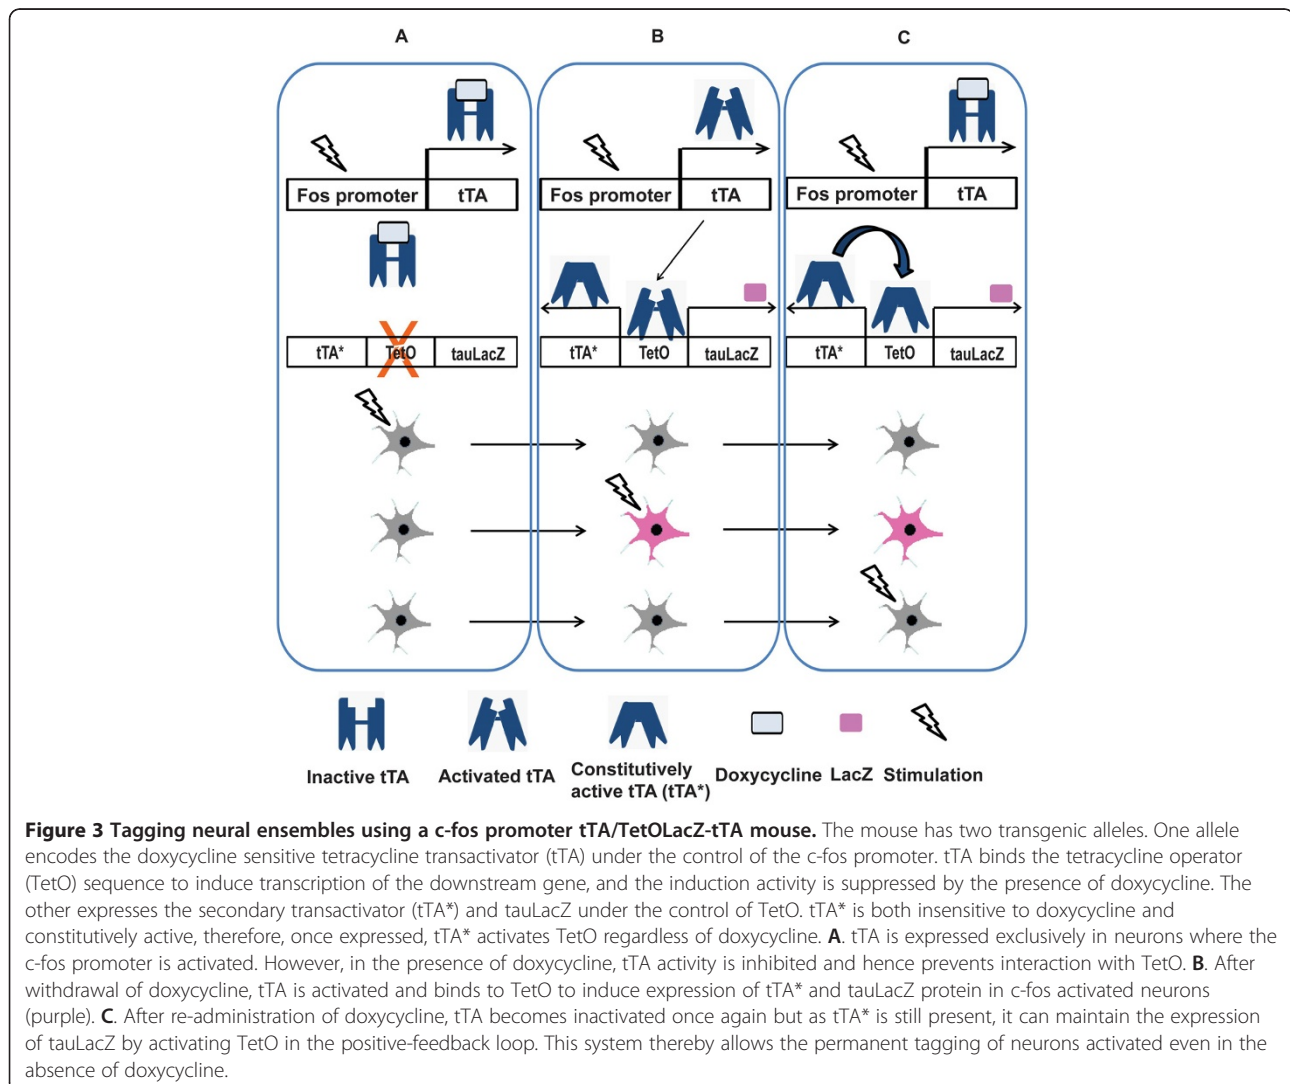 A B C
Fos promoter tTA Fos promoter tTA Fos promoter tTA
tTA* TetO tauLacZ tTA* TetO tauLacZ tTA* TetO tauLacZ
Inactive tTA Activated tTA Constitutively active tTA (tTA*) Doxycycline LacZ Stimulation
Figure 3 Tagging neural ensembles using a c-fos promoter tTA/TetOLacZ-tTA mouse. The mouse has two transgenic alleles. One allele
encodes the doxycycline sensitive tetracycline transactivator (tTA) under the control of the c-fos promoter. tTA binds the tetracycline operator
(TetO) sequence to induce transcription of the downstream gene, and the induction activity is suppressed by the presence of doxycycline. The
other expresses the secondary transactivator (tTA*) and tauLacZ under the control of TetO. tTA* is both insensitive to doxycycline and
constitutively active, therefore, once expressed, tTA* activates TetO regardless of doxycycline. A. tTA is expressed exclusively in neurons where the
c-fos promoter is activated. However, in the presence of doxycycline, tTA activity is inhibited and hence prevents interaction with TetO. B. After
withdrawal of doxycycline, tTA is activated and binds to TetO to induce expression of tTA* and tauLacZ protein in c-fos activated neurons
(purple). C. After re-administration of doxycycline, tTA becomes inactivated once again but as tTA* is still present, it can maintain the expression
of tauLacZ by activating TetO in the positive-feedback loop. This system thereby allows the permanent tagging of neurons activated even in the
absence of doxycycline.